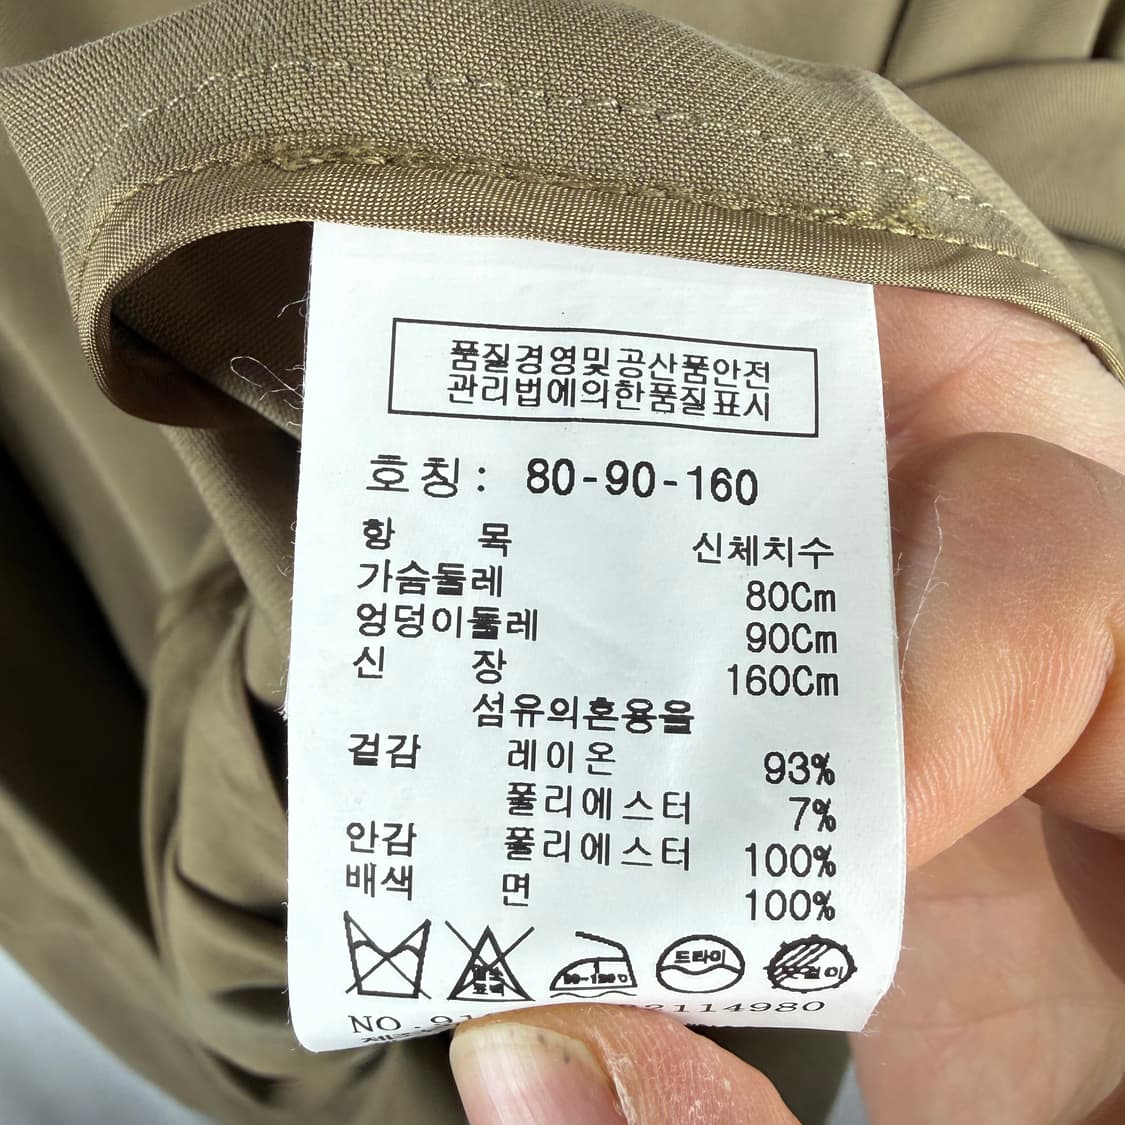 품질경영및공산품안전
관리법에의한품질표시
호칭: 80-90-160
항 목 신체치수
가슴둘레 80Cm
엉덩이둘레 90Cm
신 장 160Cm
섬유의혼용율
겉감 레이온 93%
폴리에스터 7%
안감 폴리에스터 100%
배색 면 100%
드라이
NO.